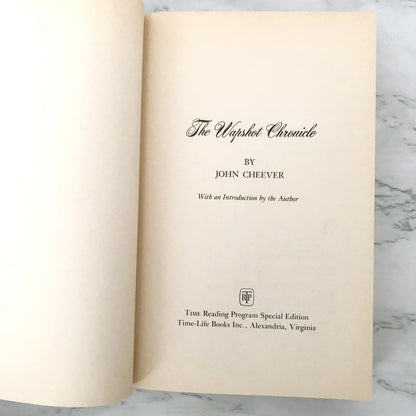 The Wapshot Chronicle
BY
JOHN CHEEVER
With an Introduction by the Author
TRP
TIME Reading Program Special Edition
Time-Life Books Inc., Alexandria, Virginia